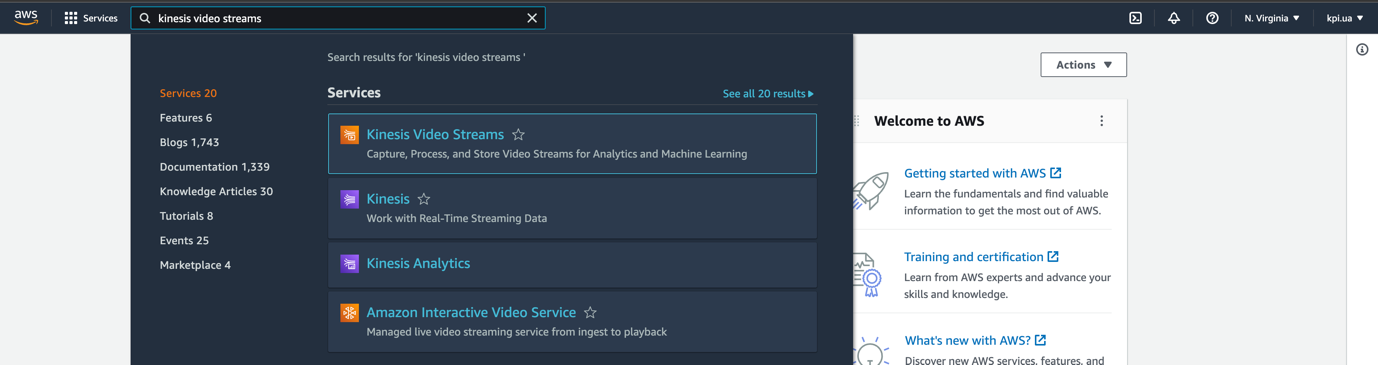 aws Services kinesis video streams N. Virginia kpi.ua
Search results for 'kinesis video streams '
Services 20
Features 6
Blogs 1,743
Documentation 1,339
Knowledge Articles 30
Tutorials 8
Events 25
Marketplace 4
Services See all 20 results
Kinesis Video Streams
Capture, Process, and Store Video Streams for Analytics and Machine Learning
Kinesis
Work with Real-Time Streaming Data
Kinesis Analytics
Amazon Interactive Video Service
Managed live video streaming service from ingest to playback
Actions
Welcome to AWS
Getting started with AWS
Learn the fundamentals and find valuable
information to get the most out of AWS.
Training and certification
Learn from AWS experts and advance your
skills and knowledge.
What's new with AWS?
Discover new AWS services, features, and